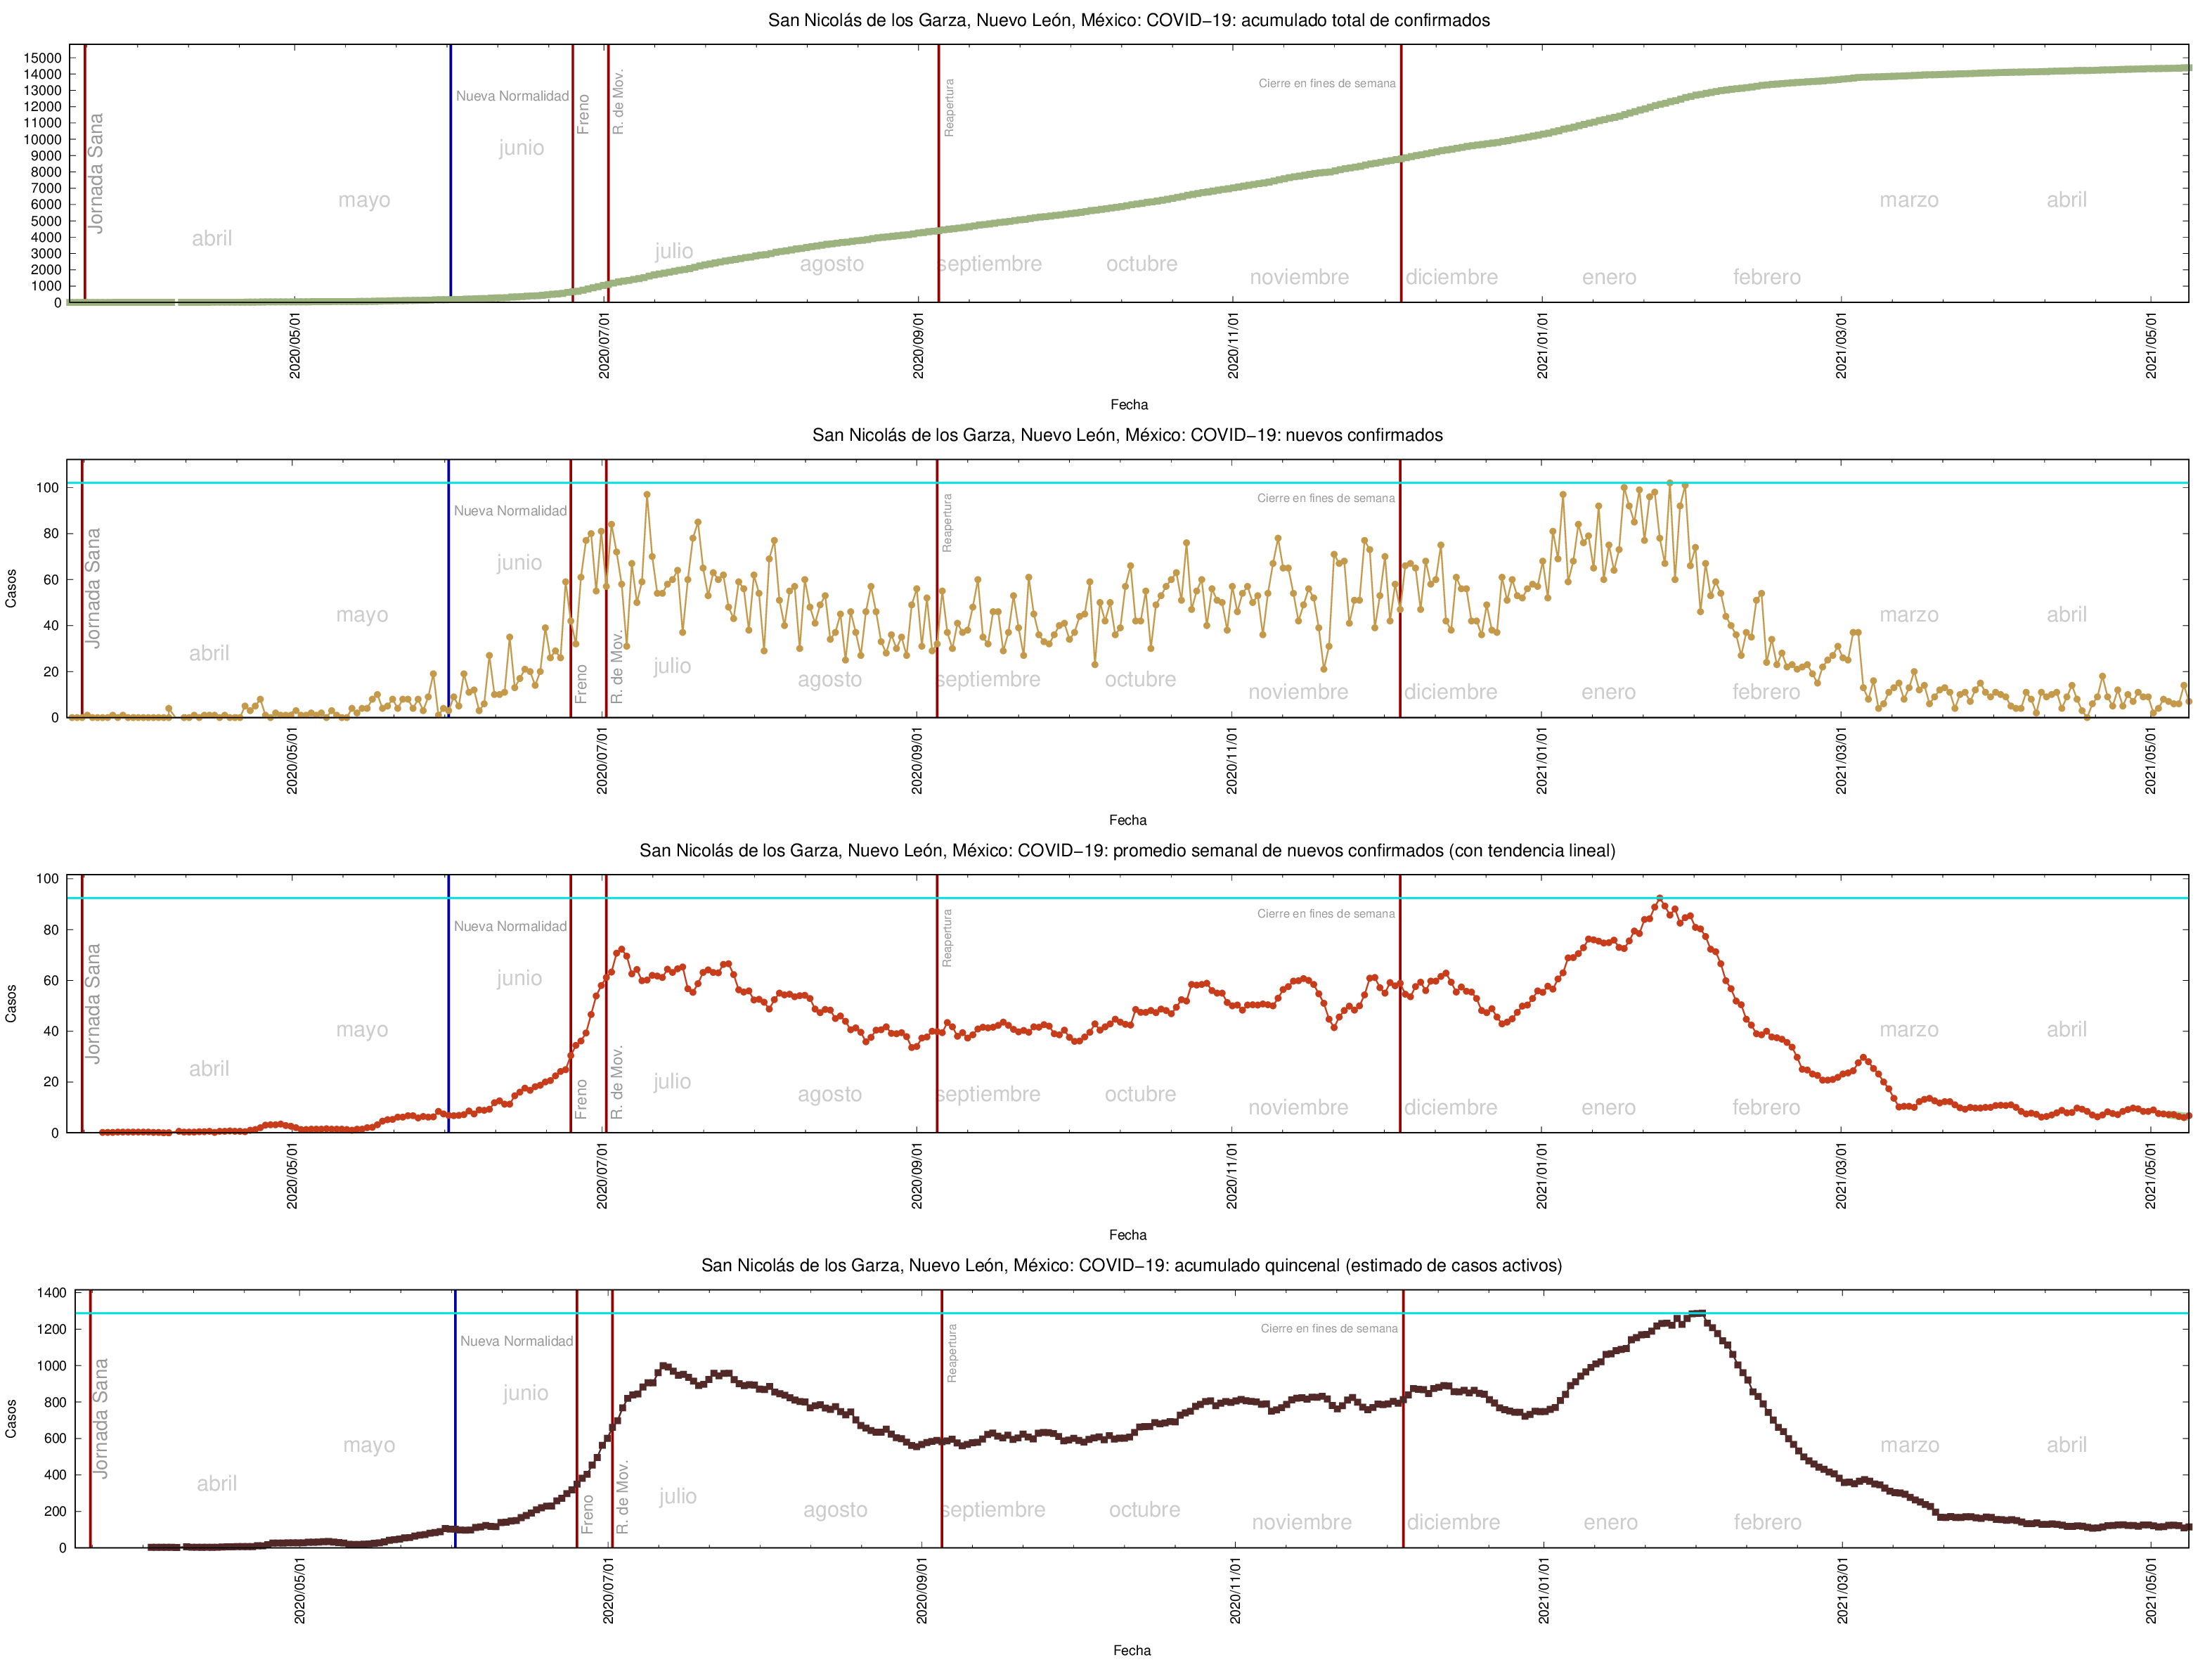 San Nicolás de los Garza, Nuevo León, México: COVID−19: acumulado total de confirmados
15000
14000
13000
12000
11000
10000
9000
8000
7000
6000
5000
4000
3000
2000
1000
0
Jornada Sana
abril
mayo
Nueva Normalidad
junio
Freno
R. de Mov.
julio
agosto
Reapertura
septiembre
octubre
noviembre
Cierre en fines de semana
diciembre
enero
febrero
marzo
abril
2020/05/01
2020/07/01
2020/09/01
2020/11/01
2021/01/01
2021/03/01
2021/05/01
Fecha
San Nicolás de los Garza, Nuevo León, México: COVID−19: nuevos confirmados
Casos
100
80
60
40
20
0
Jornada Sana
abril
mayo
Nueva Normalidad
junio
Freno
R. de Mov.
julio
agosto
Reapertura
septiembre
octubre
noviembre
Cierre en fines de semana
diciembre
enero
febrero
marzo
abril
2020/05/01
2020/07/01
2020/09/01
2020/11/01
2021/01/01
2021/03/01
2021/05/01
Fecha
San Nicolás de los Garza, Nuevo León, México: COVID−19: promedio semanal de nuevos confirmados (con tendencia lineal)
Casos
100
80
60
40
20
0
Jornada Sana
abril
mayo
Nueva Normalidad
junio
Freno
R. de Mov.
julio
agosto
Reapertura
septiembre
octubre
noviembre
Cierre en fines de semana
diciembre
enero
febrero
marzo
abril
2020/05/01
2020/07/01
2020/09/01
2020/11/01
2021/01/01
2021/03/01
2021/05/01
Fecha
San Nicolás de los Garza, Nuevo León, México: COVID−19: acumulado quincenal (estimado de casos activos)
Casos
1400
1200
1000
800
600
400
200
0
Jornada Sana
abril
mayo
Nueva Normalidad
junio
Freno
R. de Mov.
julio
agosto
Reapertura
septiembre
octubre
noviembre
Cierre en fines de semana
diciembre
enero
febrero
marzo
abril
2020/05/01
2020/07/01
2020/09/01
2020/11/01
2021/01/01
2021/03/01
2021/05/01
Fecha